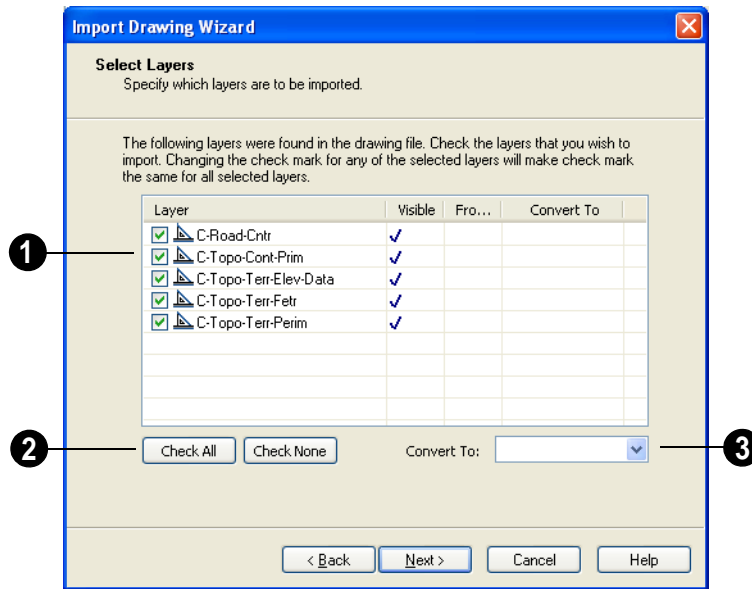 Import Drawing Wizard
Select Layers
Specify which layers are to be imported.
The following layers were found in the drawing file. Check the layers that you wish to
import. Changing the check mark for any of the selected layers will make check mark
the same for all selected layers.
Layer Visible Fro... Convert To
C-Road-Cntr
1
C-Topo-Cont-Prim
C-Topo-Terr-Elev-Data
C-Topo-Terr-Fetr
C-Topo-Terr-Perim
2 Check All Check None Convert To: 3
< Back Next > Cancel Help